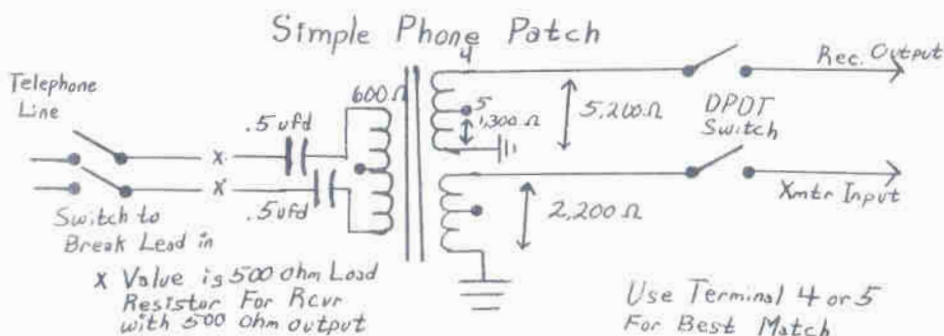 Simple Phone Patch
4
Rec. Output
Telephone
Line
600Ω
5
.5 ufd
1,300 Ω
5,200Ω
DPDT
Switch
x
x
.5 ufd
2,200 Ω
Xmtr Input
Switch to
Break Lead in
x Value is 500 ohm Load
Resistor For Rcvr
with 500 Ohm output
Use Terminal 4 or 5
For Best Match